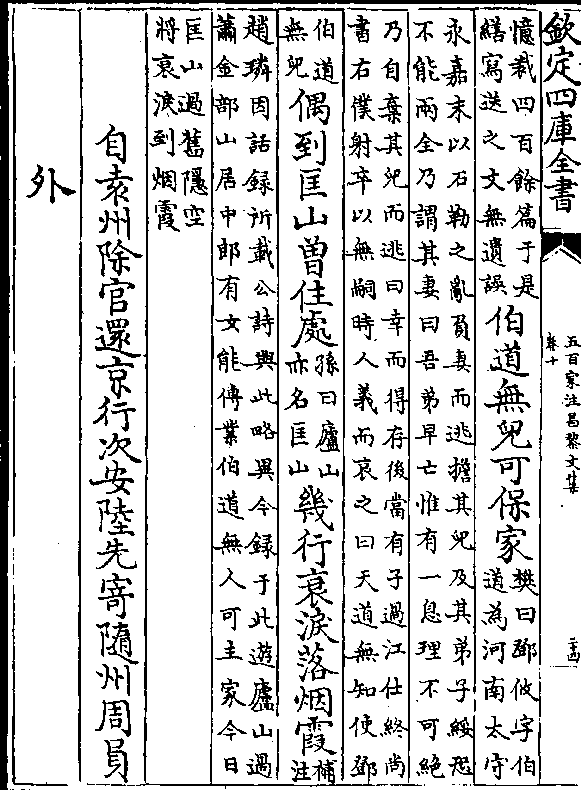 欽定四庫全書
五百家注昌黎文集
卷十
二十四
憶載四百餘篇于是
繕寫送之文無遺誤
伯道無兒可保家
樊曰鄧攸字伯
道為河南太守
永嘉末以石勒之亂負妻而逃擔其兒及其弟子綏恐
不能兩全乃謂其妻曰吾弟早亡惟有一息理不可絶
乃自棄其兒而逃曰幸而得存後當有子過江仕終尚
書右僕射卒以無嗣時人義而哀之曰天道無知使鄧
伯道
無兒
偶到匡山曾住處
孫曰廬山
亦名匡山
幾行哀淚落烟霞
補
注
趙璘因話録所載公詩與此略異今録于此遊廬山過
蕭金部山居中郎有女能傳業伯道無人可主家今日
匡山過舊隱空
將哀淚到烟霞
自袁州除官還京行次安陸先寄隨州周員
外